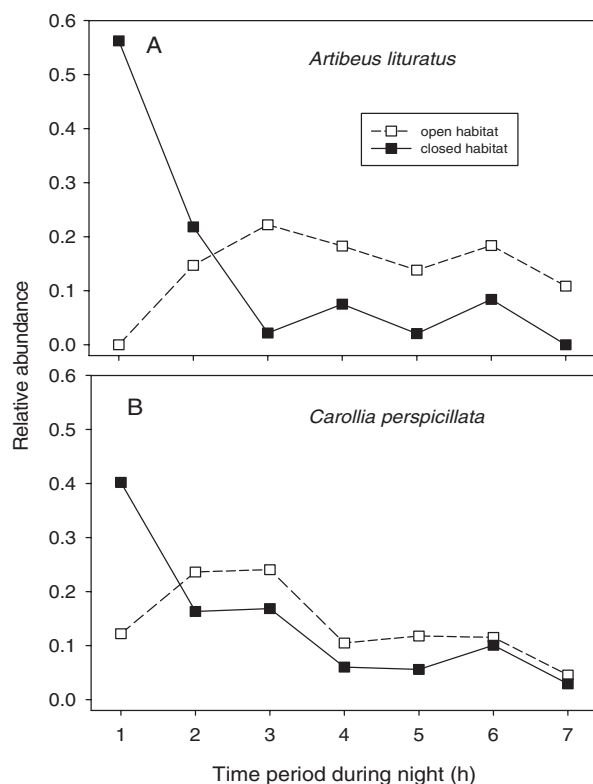 0.6
A
Artibeus lituratus
0.5
open habitat
closed habitat
0.4
0.3
0.2
0.1
0.0
Relative abundance
0.6
B
Carollia perspicillata
0.5
0.4
0.3
0.2
0.1
0.0
1 2 3 4 5 6 7
Time period during night (h)